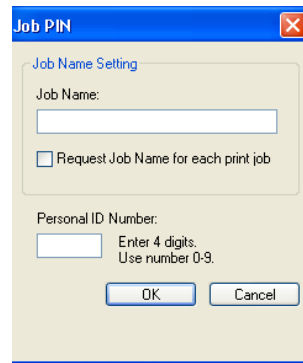 Job PIN
Job Name Setting
Job Name:
Request Job Name for each print job
Personal ID Number:
Enter 4 digits.
Use number 0-9.
OK Cancel